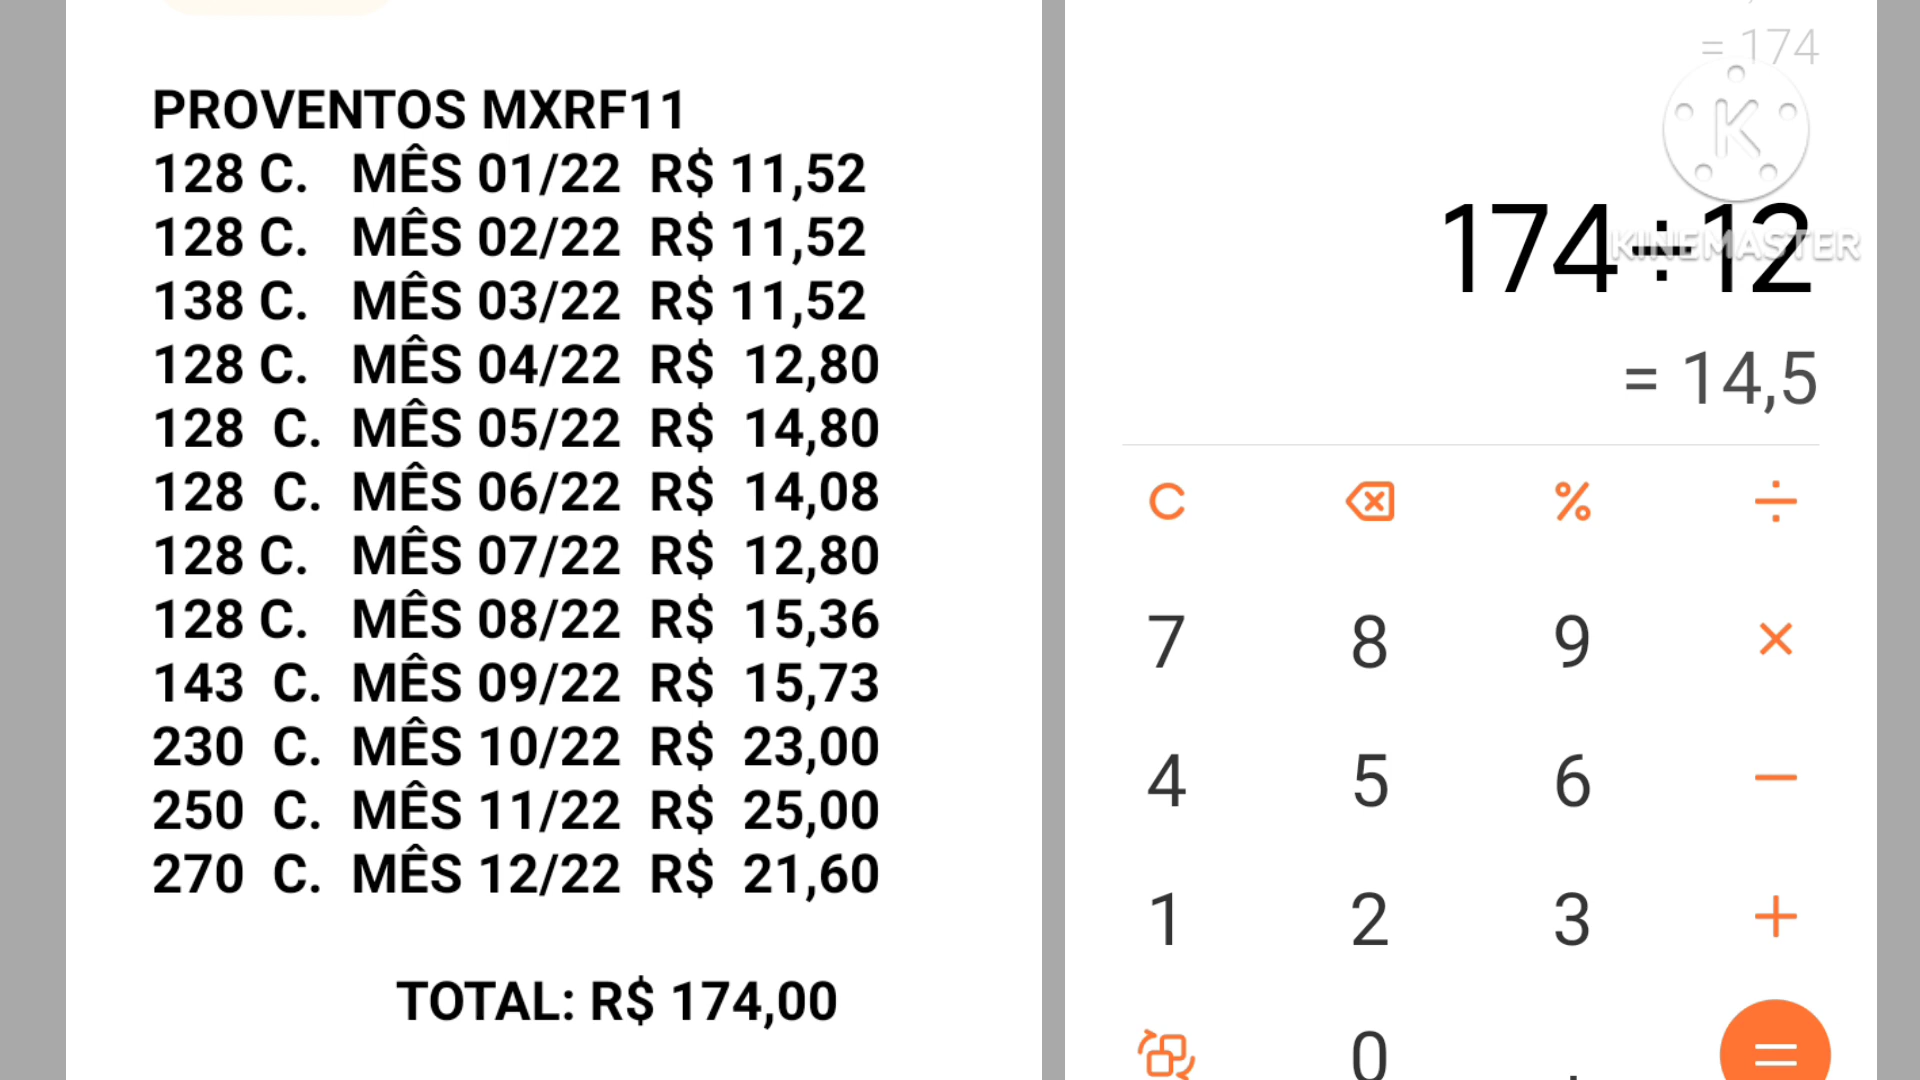 PROVENTOS MXRF11
128 C. MÊS 01/22 R$ 11,52
128 C. MÊS 02/22 R$ 11,52
138 C. MÊS 03/22 R$ 11,52
128 C. MÊS 04/22 R$ 12,80
128 C. MÊS 05/22 R$ 14,80
128 C. MÊS 06/22 R$ 14,08
128 C. MÊS 07/22 R$ 12,80
128 C. MÊS 08/22 R$ 15,36
143 C. MÊS 09/22 R$ 15,73
230 C. MÊS 10/22 R$ 23,00
250 C. MÊS 11/22 R$ 25,00
270 C. MÊS 12/22 R$ 21,60
TOTAL: R$ 174,00
= 174
K
KINEMASTER
174÷12
= 14,5
C % ÷
7 8 9 ×
4 5 6 −
1 2 3 +
0 , =